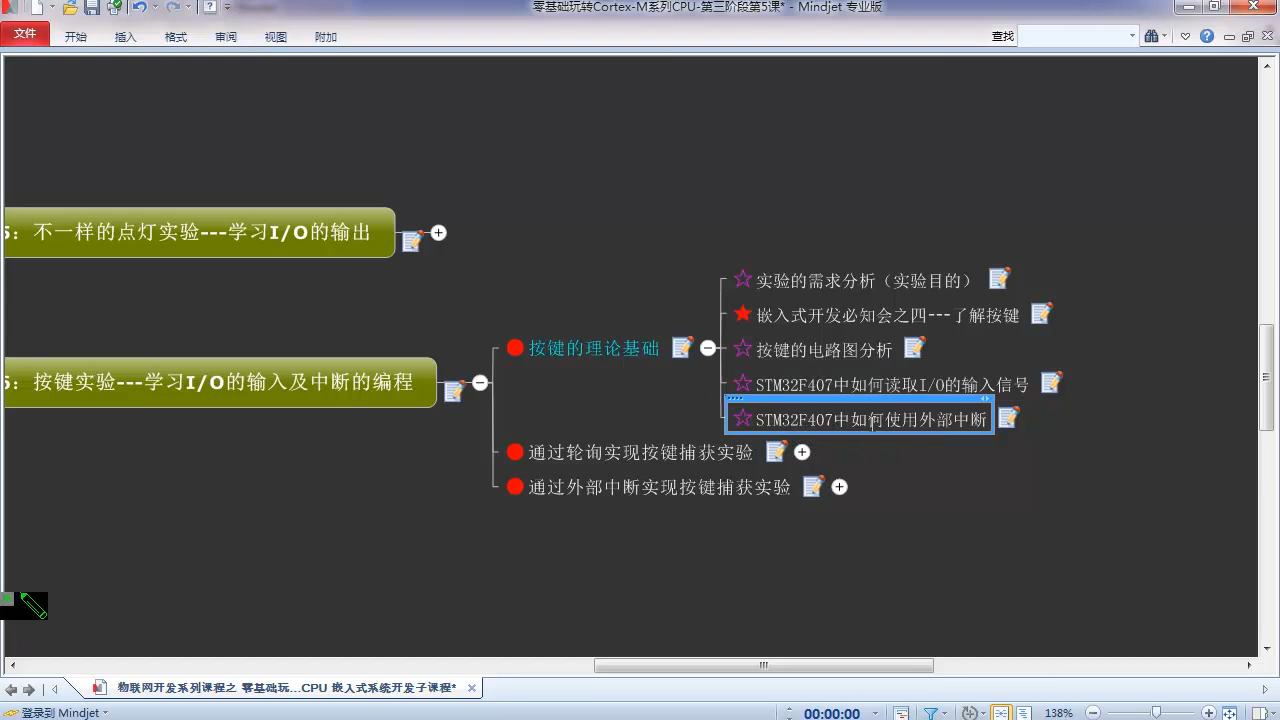 零基础玩转Cortex-M系列CPU-第三阶段第5课* - Mindjet 专业版
文件 开始 插入 格式 审阅 视图 附加 查找
5：不一样的点灯实验---学习I/O的输出
实验的需求分析（实验目的）
嵌入式开发必知会之四---了解按键
按键的理论基础
按键的电路图分析
6：按键实验---学习I/O的输入及中断的编程
STM32F407中如何读取I/O的输入信号
STM32F407中如何使用外部中断
通过轮询实现按键捕获实验
通过外部中断实现按键捕获实验
物联网开发系列课程之 零基础玩...CPU 嵌入式系统开发子课程*
登录到 Mindjet 00:00:00 138%